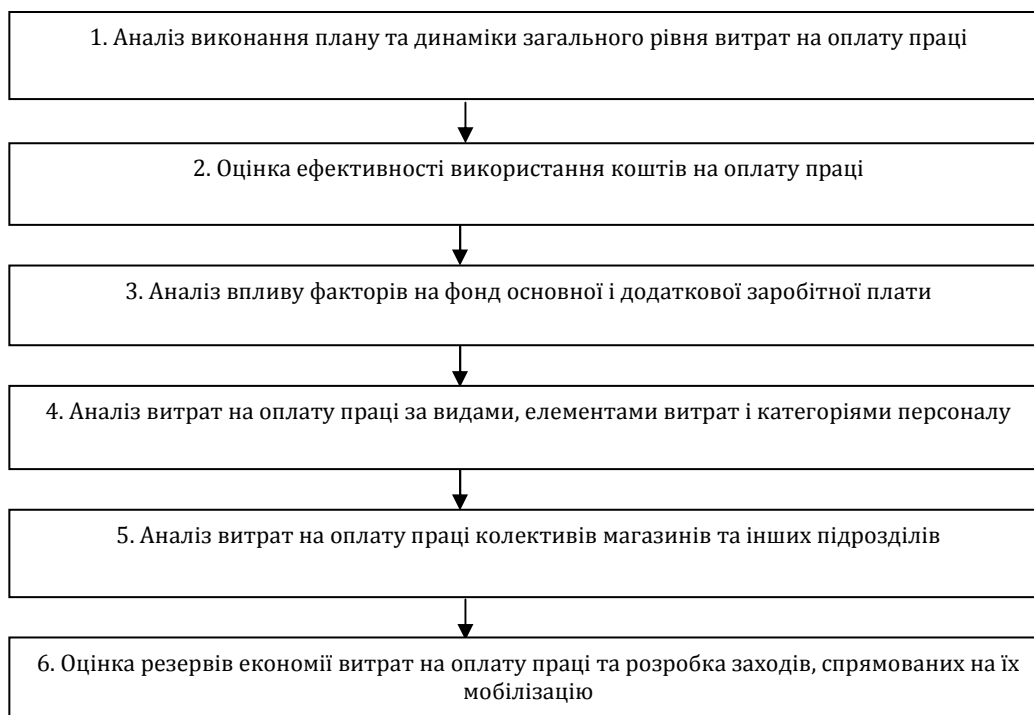 1. Аналіз виконання плану та динаміки загального рівня витрат на оплату праці
2. Оцінка ефективності використання коштів на оплату праці
3. Аналіз впливу факторів на фонд основної і додаткової заробітної плати
4. Аналіз витрат на оплату праці за видами, елементами витрат і категоріями персоналу
5. Аналіз витрат на оплату праці колективів магазинів та інших підрозділів
6. Оцінка резервів економії витрат на оплату праці та розробка заходів, спрямованих на їх
мобілізацію